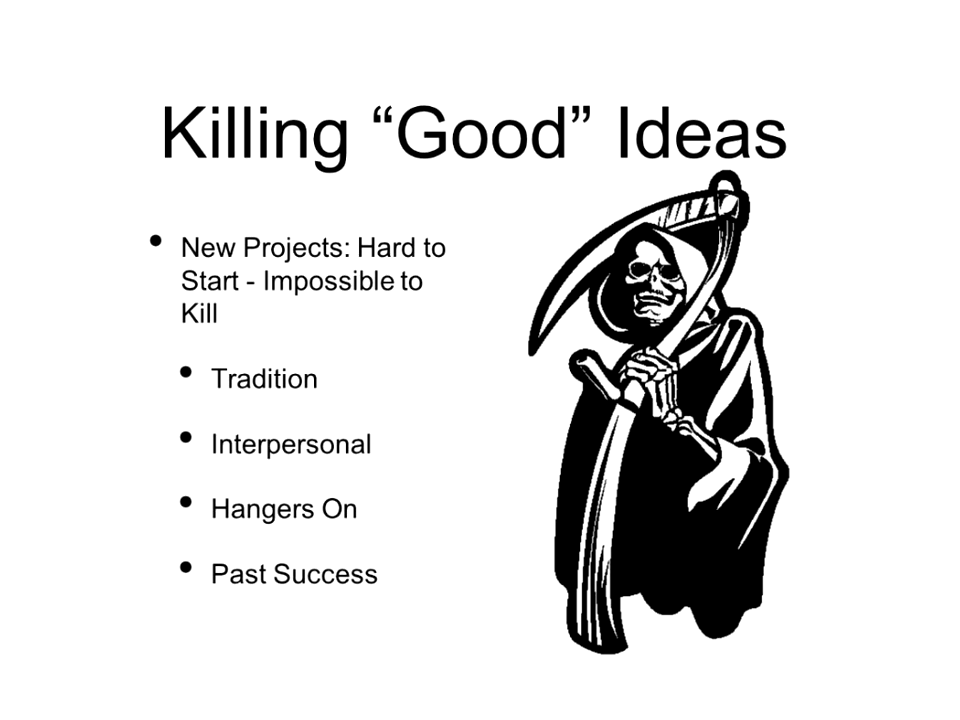 Killing “Good” Ideas
• New Projects: Hard to
Start - Impossible to
Kill
• Tradition
• Interpersonal
• Hangers On
• Past Success